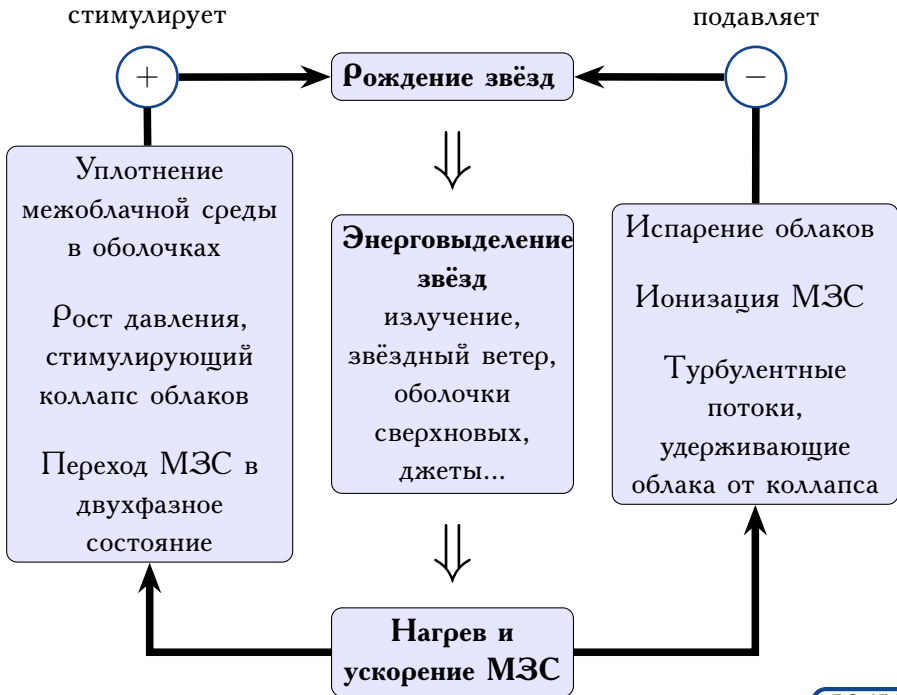 стимулирует
подавляет
+
Рождение звёзд
−
Уплотнение
межоблачной среды
в оболочках
Рост давления,
стимулирующий
коллапс облаков
Переход МЗС в
двухфазное
состояние
Энерговыделение
звёзд
излучение,
звёздный ветер,
оболочки
сверхновых,
джеты...
Испарение облаков
Ионизация МЗС
Турбулентные
потоки,
удерживающие
облака от коллапса
Нагрев и
ускорение МЗС